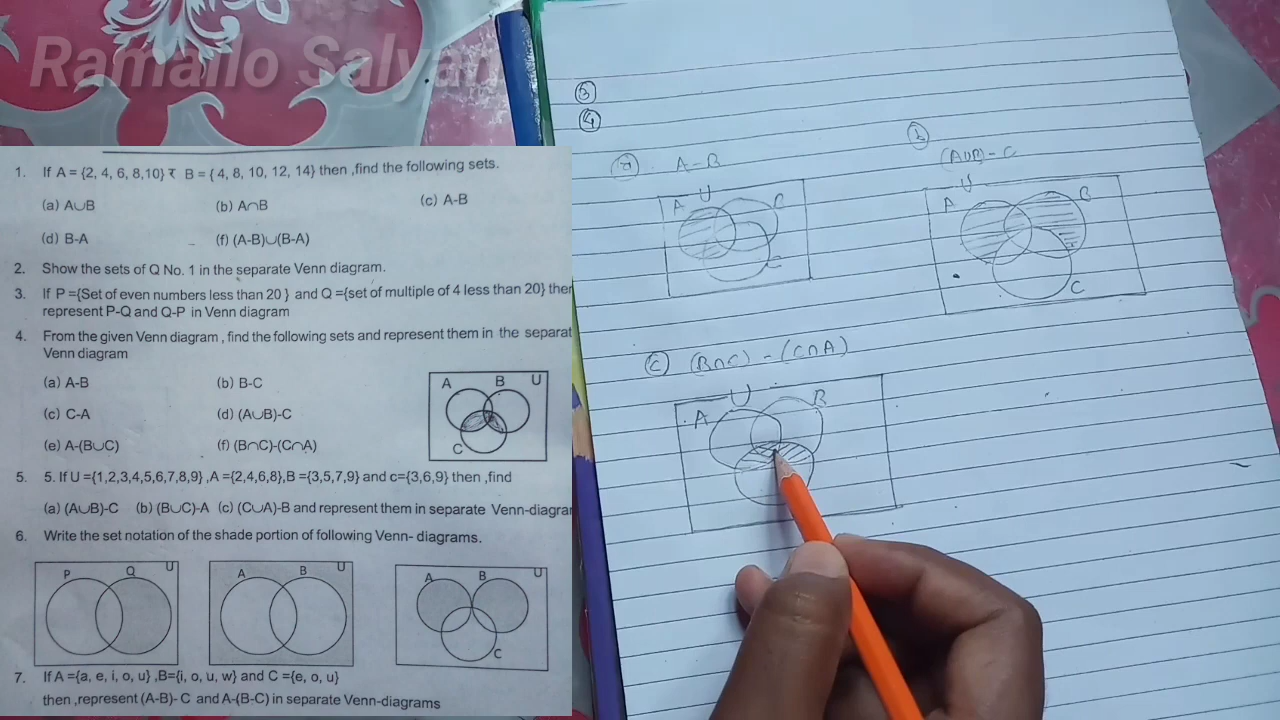 Ramailo Salyan
1. If A = {2, 4, 6, 8,10} र B = { 4, 8, 10, 12, 14} then ,find the following sets.
(a) A∪B (b) A∩B (c) A-B
(d) B-A (f) (A-B)∪(B-A)
2. Show the sets of Q No. 1 in the separate Venn diagram.
3. If P ={Set of even numbers less than 20 } and Q ={set of multiple of 4 less than 20} then
represent P-Q and Q-P in Venn diagram
4. From the given Venn diagram , find the following sets and represent them in the separat
Venn diagram
(a) A-B (b) B-C
(c) C-A (d) (A∪B)-C
(e) A-(B∪C) (f) (B∩C)-(C∩A)
A B U
C
5. 5. If U ={1,2,3,4,5,6,7,8,9} ,A ={2,4,6,8},B ={3,5,7,9} and c={3,6,9} then ,find
(a) (A∪B)-C (b) (B∪C)-A (c) (C∪A)-B and represent them in separate Venn-diagra
6. Write the set notation of the shade portion of following Venn- diagrams.
P Q U
A B U
A B U
C
7. If A ={a, e, i, o, u} ,B={i, o, u, w} and C ={e, o, u}
then ,represent (A-B)- C and A-(B-C) in separate Venn-diagrams
4
A-B
A U B
C
(A∪B)-C
A U B
C
c (B∩C) - (C∩A)
A U B